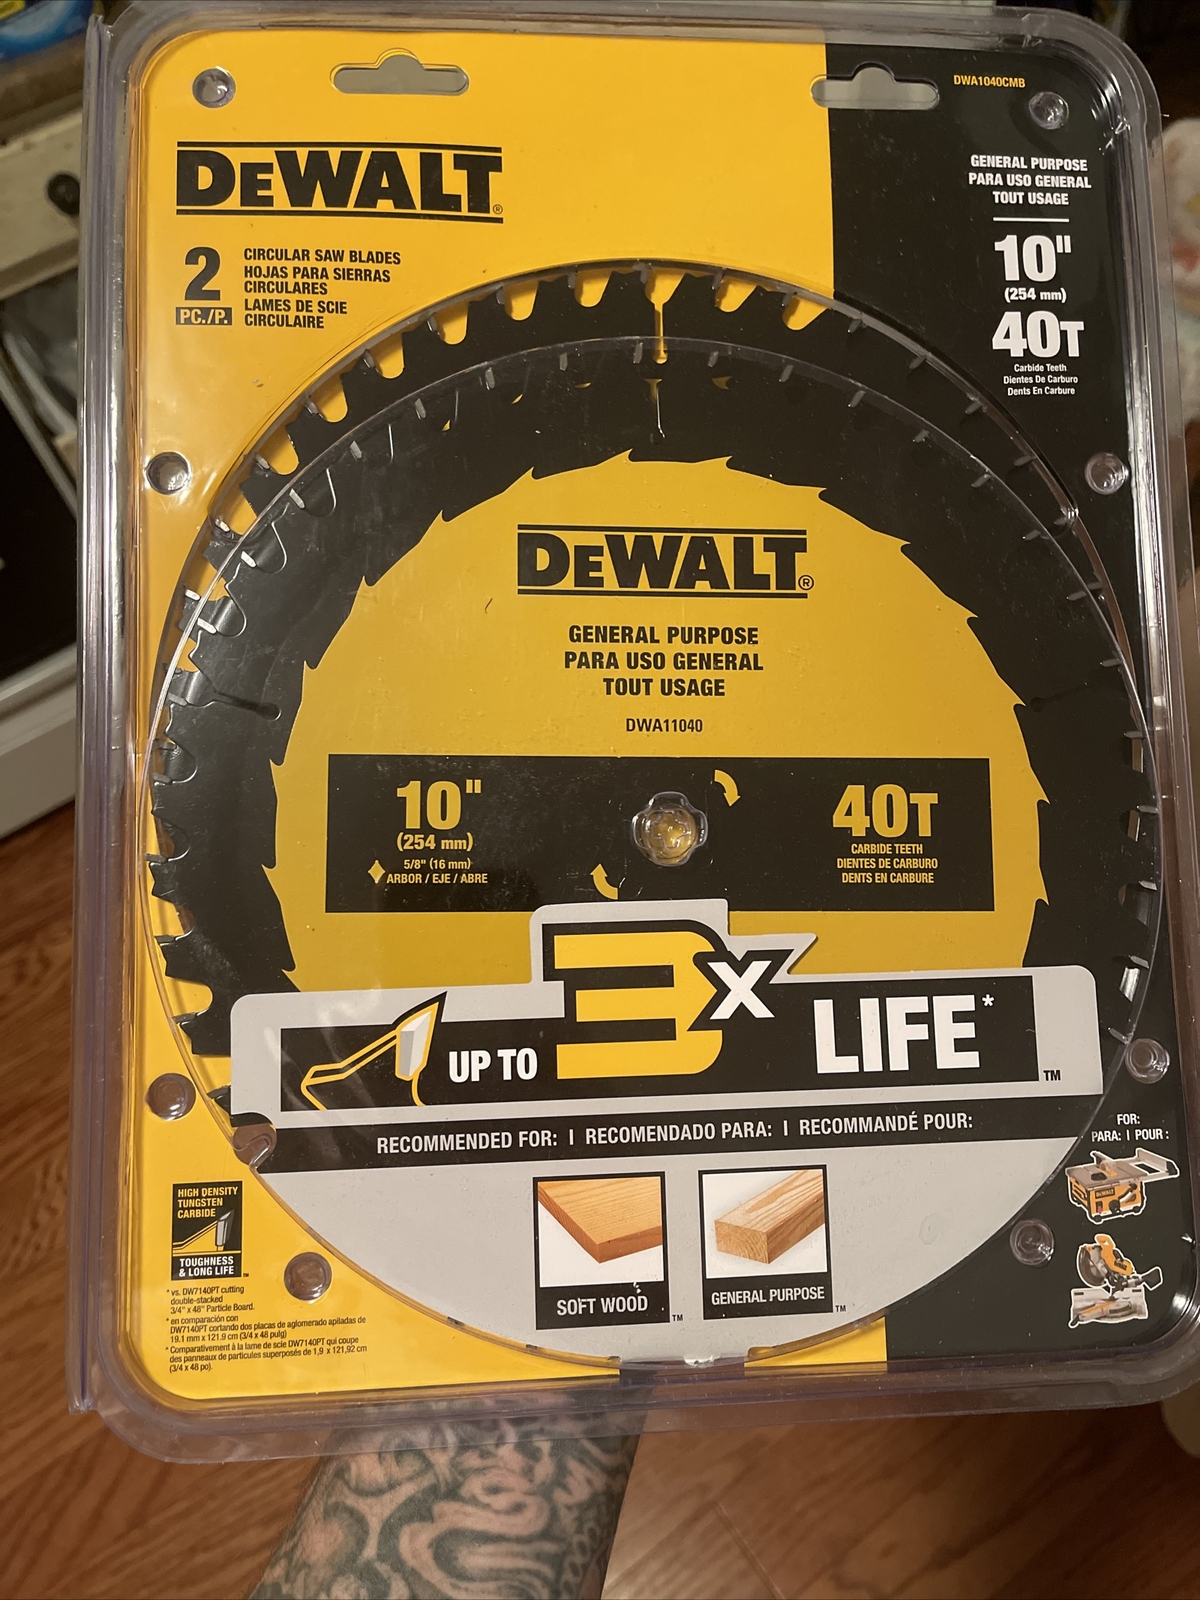 DWA1040CMB
DEWALT®
2
PC./P.
CIRCULAR SAW BLADES
HOJAS PARA SIERRAS
CIRCULARES
LAMES DE SCIE
CIRCULAIRE
GENERAL PURPOSE
PARA USO GENERAL
TOUT USAGE
10"
(254 mm)
40T
Carbide Teeth
Dientes De Carburo
Dents En Carbure
DEWALT®
GENERAL PURPOSE
PARA USO GENERAL
TOUT USAGE
DWA11040
10"
(254 mm)
5/8" (16 mm)
ARBOR / EJE / ABRE
40T
CARBIDE TEETH
DIENTES DE CARBURO
DENTS EN CARBURE
UP TO 3X LIFE*
TM
RECOMMENDED FOR: I RECOMENDADO PARA: I RECOMMANDÉ POUR:
SOFT WOOD TM
GENERAL PURPOSE TM
FOR:
PARA: I POUR :
DEWALT
HIGH DENSITY
TUNGSTEN
CARBIDE
TOUGHNESS
& LONG LIFE TM
* vs. DW7140PT cutting
double-stacked
3/4" x 48" Particle Board.
* en comparación con
DW7140PT cortando dos placas de aglomerado apiladas de
19.1 mm x 121.9 cm (3/4 x 48 pulg)
* Comparativement à la lame de scie DW7140PT qui coupe
des panneaux de particules superposés de 1,9 x 121,92 cm
(3/4 x 48 po).